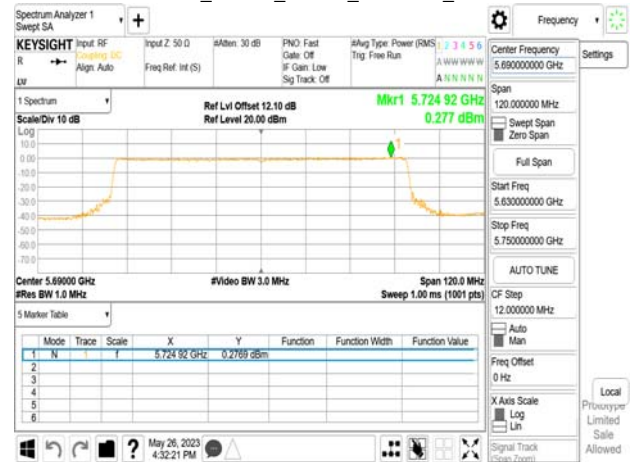 Spectrum Analyzer 1
Swept SA
Frequency
KEYSIGHT
Input: RF
Coupling: DC
Align: Auto
Input Z: 50 Ω
Freq Ref: Int (S)
#Atten: 30 dB
PNO: Fast
Gate: Off
IF Gain: Low
Sig Track: Off
#Avg Type: Power (RMS
Trig: Free Run
1 2 3 4 5 6
A W W W W W
A N N N N N
R
Center Frequency
5.690000000 GHz
Settings
Span
120.000000 MHz
Swept Span
Zero Span
Full Span
Start Freq
5.630000000 GHz
Stop Freq
5.750000000 GHz
AUTO TUNE
CF Step
12.000000 MHz
Auto
Man
Freq Offset
0 Hz
X Axis Scale
Log
Lin
Signal Track
(Span Zoom)
Local
Prototype
Limited
Sale
Allowed
1 Spectrum
Scale/Div 10 dB
Ref Lvl Offset 12.10 dB
Ref Level 20.00 dBm
Mkr1 5.724 92 GHz
0.277 dBm
Log
10.0
0.00
-10.0
-20.0
-30.0
-40.0
-50.0
-60.0
-70.0
1
Center 5.69000 GHz
#Res BW 1.0 MHz
#Video BW 3.0 MHz
Span 120.0 MHz
Sweep 1.00 ms (1001 pts)
5 Marker Table
Mode Trace Scale X Y Function Function Width Function Value
1 N 1 f 5.724 92 GHz 0.2769 dBm
2
3
4
5
6
?
May 26, 2023
4:32:21 PM